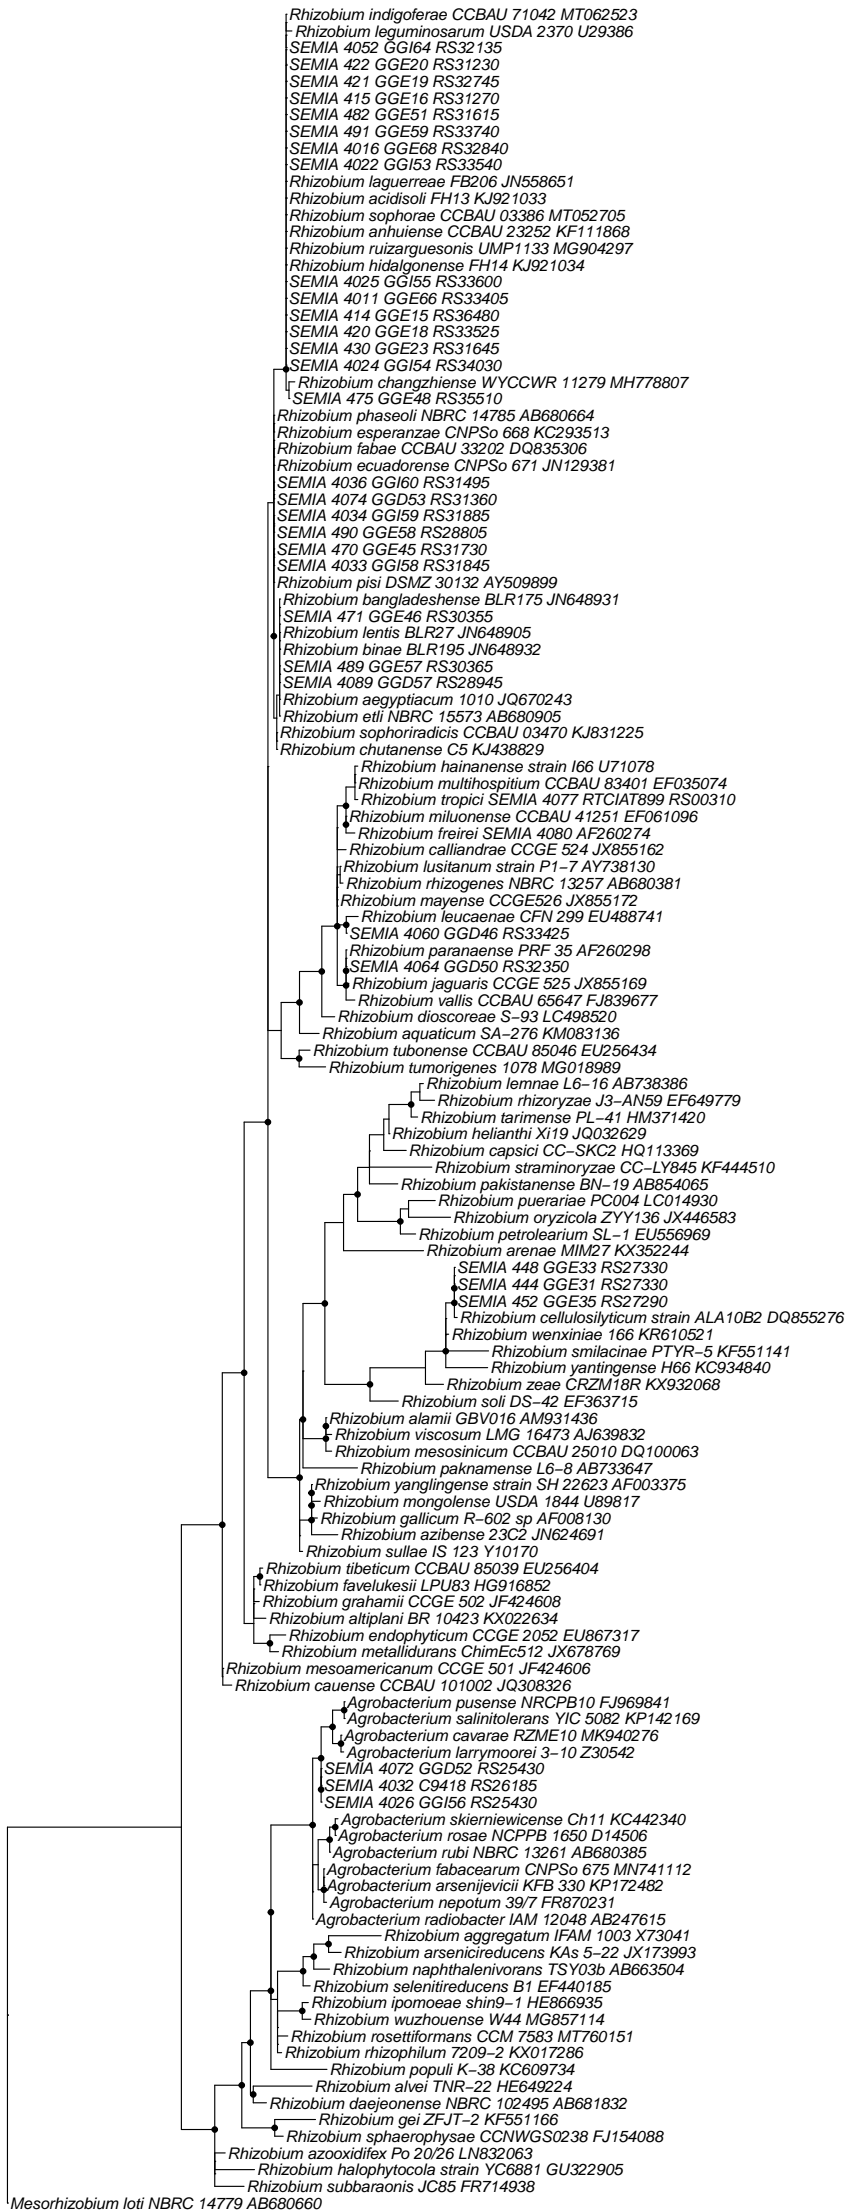 Rhizobium indigoferae CCBAU 71042 MT062523
Rhizobium leguminosarum USDA 2370 U29386
SEMIA 4052 GGI64 RS32135
SEMIA 422 GGE20 RS31230
SEMIA 421 GGE19 RS32745
SEMIA 415 GGE16 RS31270
SEMIA 482 GGE51 RS31615
SEMIA 491 GGE59 RS33740
SEMIA 4016 GGE68 RS32840
SEMIA 4022 GGI53 RS33540
Rhizobium laguerreae FB206 JN558651
Rhizobium acidisoli FH13 KJ921033
Rhizobium sophorae CCBAU 03386 MT052705
Rhizobium anhuiense CCBAU 23252 KF111868
Rhizobium ruizarguesonis UMP1133 MG904297
Rhizobium hidalgonense FH14 KJ921034
SEMIA 4025 GGI55 RS33600
SEMIA 4011 GGE66 RS33405
SEMIA 414 GGE15 RS36480
SEMIA 420 GGE18 RS33525
SEMIA 430 GGE23 RS31645
SEMIA 4024 GGI54 RS34030
Rhizobium changzhiense WYCCWR 11279 MH778807
SEMIA 475 GGE48 RS35510
Rhizobium phaseoli NBRC 14785 AB680664
Rhizobium esperanzae CNPSo 668 KC293513
Rhizobium fabae CCBAU 33202 DQ835306
Rhizobium ecuadorense CNPSo 671 JN129381
SEMIA 4036 GGI60 RS31495
SEMIA 4074 GGD53 RS31360
SEMIA 4034 GGI59 RS31885
SEMIA 490 GGE58 RS28805
SEMIA 470 GGE45 RS31730
SEMIA 4033 GGI58 RS31845
Rhizobium pisi DSMZ 30132 AY509899
Rhizobium bangladeshense BLR175 JN648931
SEMIA 471 GGE46 RS30355
Rhizobium lentis BLR27 JN648905
Rhizobium binae BLR195 JN648932
SEMIA 489 GGE57 RS30365
SEMIA 4089 GGD57 RS28945
Rhizobium aegyptiacum 1010 JQ670243
Rhizobium etli NBRC 15573 AB680905
Rhizobium sophoriradicis CCBAU 03470 KJ831225
Rhizobium chutanense C5 KJ438829
Rhizobium hainanense strain I66 U71078
Rhizobium multihospitium CCBAU 83401 EF035074
Rhizobium tropici SEMIA 4077 RTCIAT899 RS00310
Rhizobium miluonense CCBAU 41251 EF061096
Rhizobium freirei SEMIA 4080 AF260274
Rhizobium calliandrae CCGE 524 JX855162
Rhizobium lusitanum strain P1−7 AY738130
Rhizobium rhizogenes NBRC 13257 AB680381
Rhizobium mayense CCGE526 JX855172
Rhizobium leucaenae CFN 299 EU488741
SEMIA 4060 GGD46 RS33425
Rhizobium paranaense PRF 35 AF260298
SEMIA 4064 GGD50 RS32350
Rhizobium jaguaris CCGE 525 JX855169
Rhizobium vallis CCBAU 65647 FJ839677
Rhizobium dioscoreae S−93 LC498520
Rhizobium aquaticum SA−276 KM083136
Rhizobium tubonense CCBAU 85046 EU256434
Rhizobium tumorigenes 1078 MG018989
Rhizobium lemnae L6−16 AB738386
Rhizobium rhizoryzae J3−AN59 EF649779
Rhizobium tarimense PL−41 HM371420
Rhizobium helianthi Xi19 JQ032629
Rhizobium capsici CC−SKC2 HQ113369
Rhizobium straminoryzae CC−LY845 KF444510
Rhizobium pakistanense BN−19 AB854065
Rhizobium puerariae PC004 LC014930
Rhizobium oryzicola ZYY136 JX446583
Rhizobium petrolearium SL−1 EU556969
Rhizobium arenae MIM27 KX352244
SEMIA 448 GGE33 RS27330
SEMIA 444 GGE31 RS27330
SEMIA 452 GGE35 RS27290
Rhizobium cellulosilyticum strain ALA10B2 DQ855276
Rhizobium wenxiniae 166 KR610521
Rhizobium smilacinae PTYR−5 KF551141
Rhizobium yantingense H66 KC934840
Rhizobium zeae CRZM18R KX932068
Rhizobium soli DS−42 EF363715
Rhizobium alamii GBV016 AM931436
Rhizobium viscosum LMG 16473 AJ639832
Rhizobium mesosinicum CCBAU 25010 DQ100063
Rhizobium paknamense L6−8 AB733647
Rhizobium yanglingense strain SH 22623 AF003375
Rhizobium mongolense USDA 1844 U89817
Rhizobium gallicum R−602 sp AF008130
Rhizobium azibense 23C2 JN624691
Rhizobium sullae IS 123 Y10170
Rhizobium tibeticum CCBAU 85039 EU256404
Rhizobium favelukesii LPU83 HG916852
Rhizobium grahamii CCGE 502 JF424608
Rhizobium altiplani BR 10423 KX022634
Rhizobium endophyticum CCGE 2052 EU867317
Rhizobium metallidurans ChimEc512 JX678769
Rhizobium mesoamericanum CCGE 501 JF424606
Rhizobium cauense CCBAU 101002 JQ308326
Agrobacterium pusense NRCPB10 FJ969841
Agrobacterium salinitolerans YIC 5082 KP142169
Agrobacterium cavarae RZME10 MK940276
Agrobacterium larrymoorei 3−10 Z30542
SEMIA 4072 GGD52 RS25430
SEMIA 4032 C9418 RS26185
SEMIA 4026 GGI56 RS25430
Agrobacterium skierniewicense Ch11 KC442340
Agrobacterium rosae NCPPB 1650 D14506
Agrobacterium rubi NBRC 13261 AB680385
Agrobacterium fabacearum CNPSo 675 MN741112
Agrobacterium arsenijevicii KFB 330 KP172482
Agrobacterium nepotum 39/7 FR870231
Agrobacterium radiobacter IAM 12048 AB247615
Rhizobium aggregatum IFAM 1003 X73041
Rhizobium arsenicireducens KAs 5−22 JX173993
Rhizobium naphthalenivorans TSY03b AB663504
Rhizobium selenitireducens B1 EF440185
Rhizobium ipomoeae shin9−1 HE866935
Rhizobium wuzhouense W44 MG857114
Rhizobium rosettiformans CCM 7583 MT760151
Rhizobium rhizophilum 7209−2 KX017286
Rhizobium populi K−38 KC609734
Rhizobium alvei TNR−22 HE649224
Rhizobium daejeonense NBRC 102495 AB681832
Rhizobium gei ZFJT−2 KF551166
Rhizobium sphaerophysae CCNWGS0238 FJ154088
Rhizobium azooxidifex Po 20/26 LN832063
Rhizobium halophytocola strain YC6881 GU322905
Rhizobium subbaraonis JC85 FR714938
Mesorhizobium loti NBRC 14779 AB680660